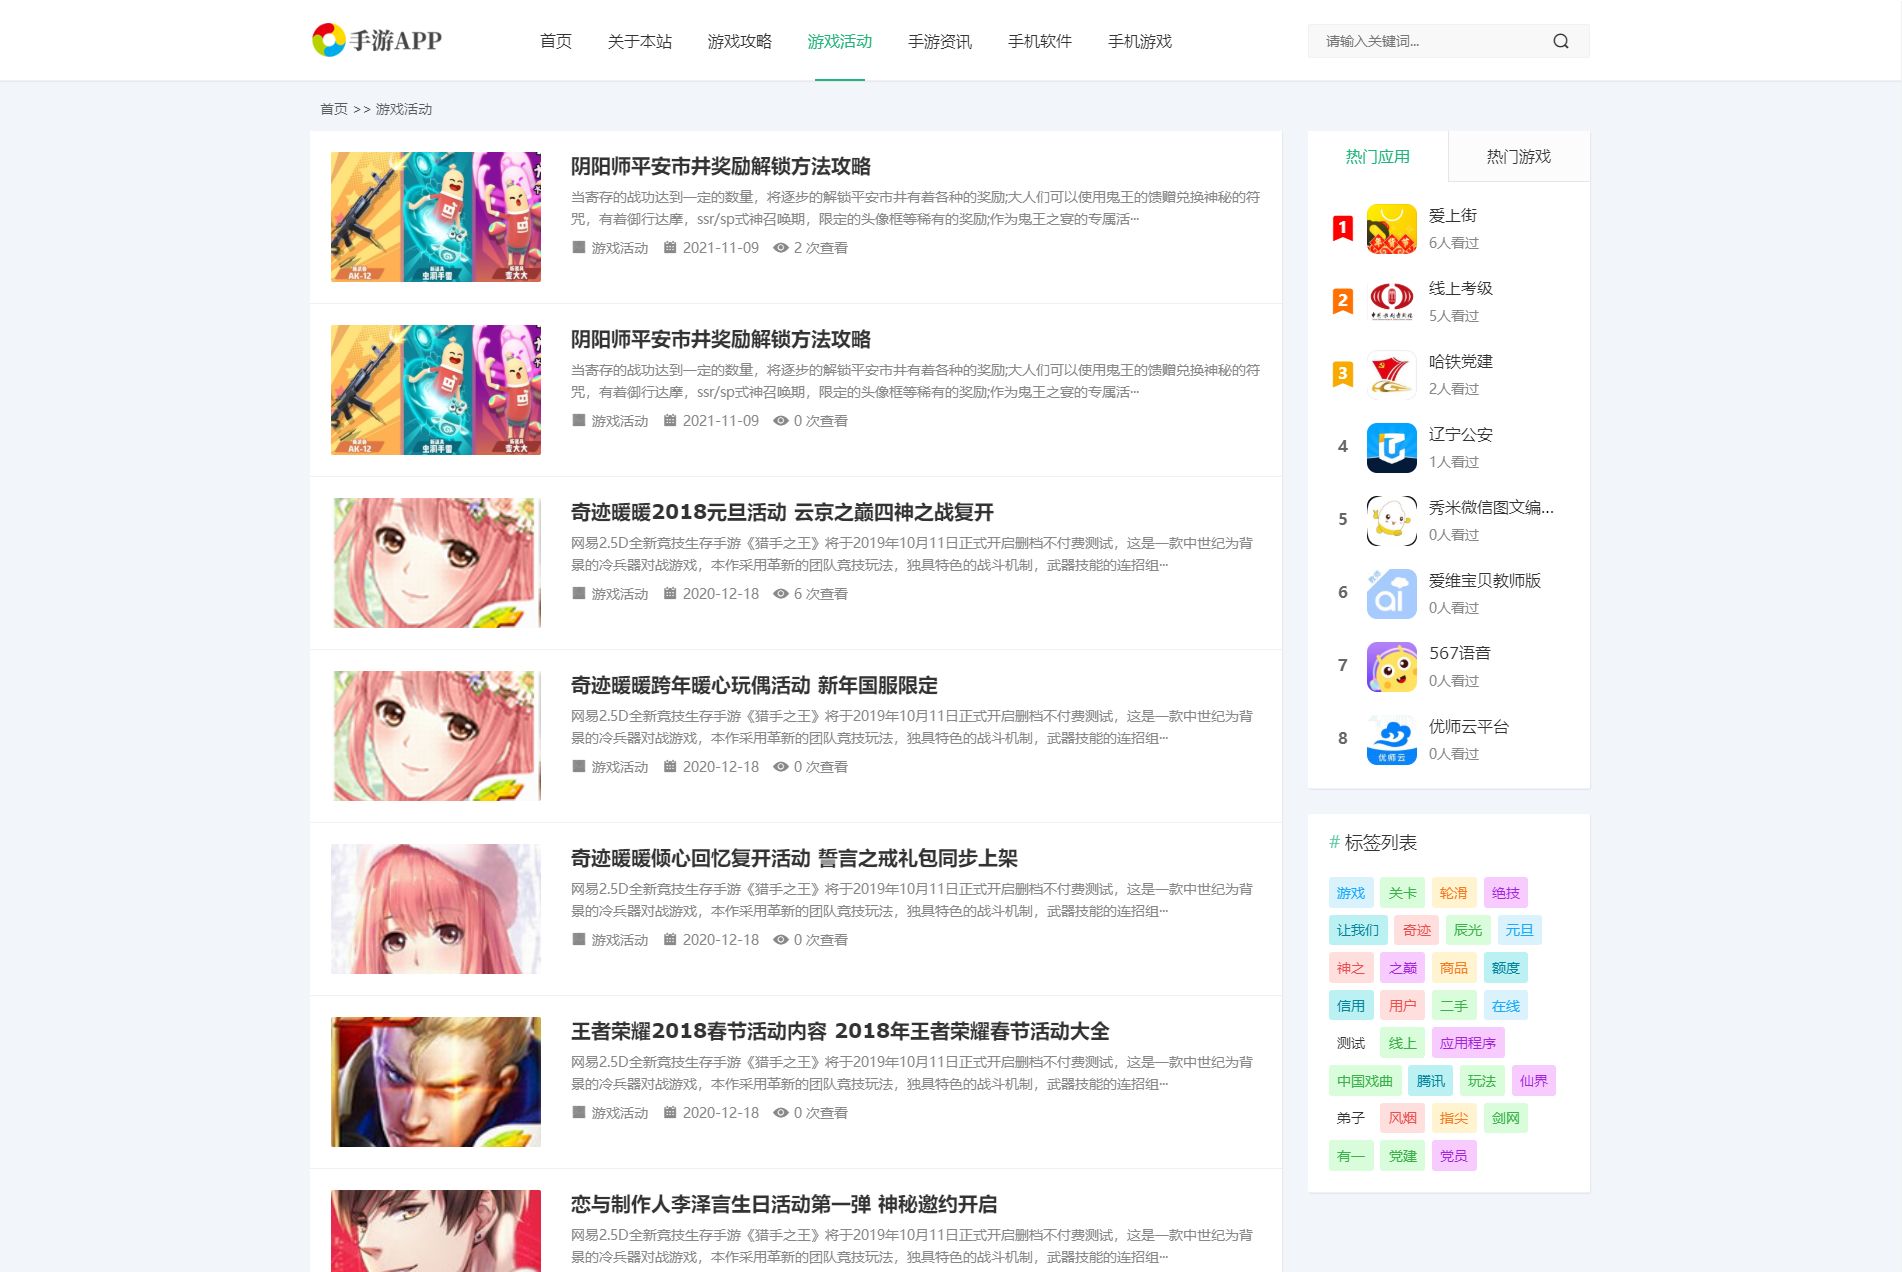 手游APP
首页 关于本站 游戏攻略 游戏活动 手游资讯 手机软件 手机游戏
请输入关键词...
首页 >> 游戏活动
阴阳师平安市井奖励解锁方法攻略
当寄存的战功达到一定的数量，将逐步的解锁平安市井有着各种的奖励;大人们可以使用鬼王的馈赠兑换神秘的符
咒，有着御行达摩，ssr/sp式神召唤期，限定的头像框等稀有的奖励;作为鬼王之宴的专属活···
游戏活动 2021-11-09 2 次查看
AK-12
虫洞手雷
变大大
阴阳师平安市井奖励解锁方法攻略
当寄存的战功达到一定的数量，将逐步的解锁平安市井有着各种的奖励;大人们可以使用鬼王的馈赠兑换神秘的符
咒，有着御行达摩，ssr/sp式神召唤期，限定的头像框等稀有的奖励;作为鬼王之宴的专属活···
游戏活动 2021-11-09 0 次查看
AK-12
虫洞手雷
变大大
奇迹暖暖2018元旦活动 云京之巅四神之战复开
网易2.5D全新竞技生存手游《猎手之王》将于2019年10月11日正式开启删档不付费测试，这是一款中世纪为背
景的冷兵器对战游戏，本作采用革新的团队竞技玩法，独具特色的战斗机制，武器技能的连招组···
游戏活动 2020-12-18 6 次查看
奇迹暖暖跨年暖心玩偶活动 新年国服限定
网易2.5D全新竞技生存手游《猎手之王》将于2019年10月11日正式开启删档不付费测试，这是一款中世纪为背
景的冷兵器对战游戏，本作采用革新的团队竞技玩法，独具特色的战斗机制，武器技能的连招组···
游戏活动 2020-12-18 0 次查看
奇迹暖暖倾心回忆复开活动 誓言之戒礼包同步上架
网易2.5D全新竞技生存手游《猎手之王》将于2019年10月11日正式开启删档不付费测试，这是一款中世纪为背
景的冷兵器对战游戏，本作采用革新的团队竞技玩法，独具特色的战斗机制，武器技能的连招组···
游戏活动 2020-12-18 0 次查看
王者荣耀2018春节活动内容 2018年王者荣耀春节活动大全
网易2.5D全新竞技生存手游《猎手之王》将于2019年10月11日正式开启删档不付费测试，这是一款中世纪为背
景的冷兵器对战游戏，本作采用革新的团队竞技玩法，独具特色的战斗机制，武器技能的连招组···
游戏活动 2020-12-18 0 次查看
恋与制作人李泽言生日活动第一弹 神秘邀约开启
网易2.5D全新竞技生存手游《猎手之王》将于2019年10月11日正式开启删档不付费测试，这是一款中世纪为背
景的冷兵器对战游戏，本作采用革新的团队竞技玩法，独具特色的战斗机制，武器技能的连招组···
热门应用 热门游戏
1 爱上街
年货节
6人看过
2 线上考级
5人看过
3 哈铁党建
2人看过
4 辽宁公安
1人看过
5 秀米微信图文编...
0人看过
6 爱维宝贝教师版
教师
ai
0人看过
7 567语音
0人看过
8 优师云平台
优师云
0人看过
# 标签列表
游戏 关卡 轮滑 绝技
让我们 奇迹 辰光 元旦
神之 之巅 商品 额度
信用 用户 二手 在线
测试 线上 应用程序
中国戏曲 腾讯 玩法 仙界
弟子 风烟 指尖 剑网
有一 党建 党员